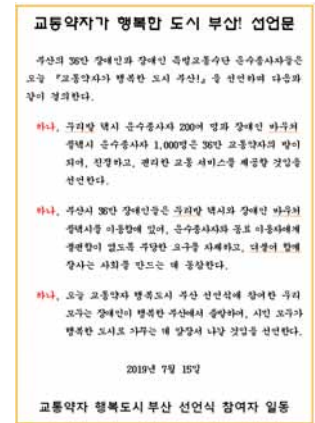 교통약자가 행복한 도시 부산! 선언문
부산의 36만 장애인과 장애인 특별교통수단 운수종사자들은
오늘 『교통약자가 행복한 도시 부산!』을 선언하며 다음과
같이 결의한다.
하나, 두리발 택시 운수종사자 200여 명과 장애인 바우처
콜택시 운수종사자 1,000명은 36만 교통약자의 발이
되어, 친절하고, 편리한 교통 서비스를 제공할 것임을
선언한다.
하나, 부산시 36만 장애인들은 두리발 택시와 장애인 바우처
콜택시를 이용함에 있어, 운수종사자와 동료 이용자에게
불편함이 없도록 부당한 요구를 자제하고, 더불어 함께
잘사는 사회를 만드는 데 동참한다.
하나, 오늘 교통약자 행복도시 부산 선언식에 참여한 우리
모두는 장애인이 행복한 부산에서 출발하여, 시민 모두가
행복한 도시로 가꾸는 데 앞장서 나갈 것임을 선언한다.
2019년 7월 15일
교통약자 행복도시 부산 선언식 참여자 일동